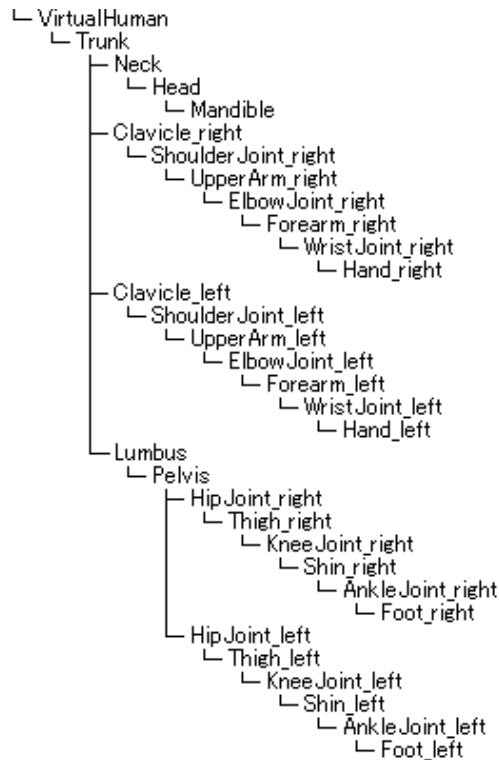 VirtualHuman
Trunk
Neck
Head
Mandible
Clavicle_right
ShoulderJoint_right
UpperArm_right
ElbowJoint_right
Forearm_right
WristJoint_right
Hand_right
Clavicle_left
ShoulderJoint_left
UpperArm_left
ElbowJoint_left
Forearm_left
WristJoint_left
Hand_left
Lumbus
Pelvis
HipJoint_right
Thigh_right
KneeJoint_right
Shin_right
AnkleJoint_right
Foot_right
HipJoint_left
Thigh_left
KneeJoint_left
Shin_left
AnkleJoint_left
Foot_left